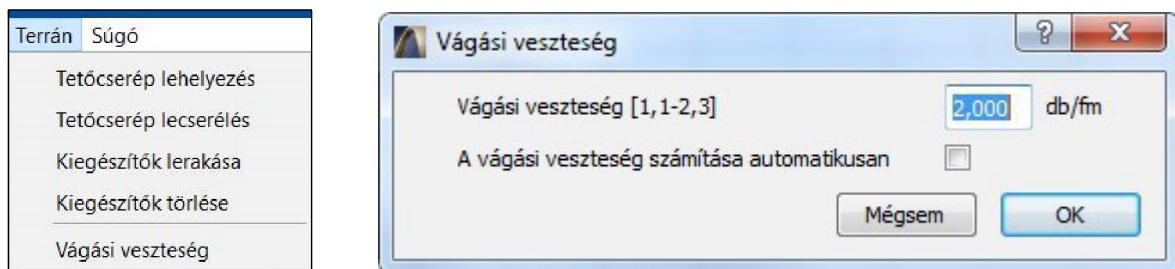 Terrán Súgó
Tetőcserép lehelyezés
Tetőcserép lecserélés
Kiegészítők lerakása
Kiegészítők törlése
Vágási veszteség
Vágási veszteség
Vágási veszteség [1,1-2,3] 2,000 db/fm
A vágási veszteség számítása automatikusan
Mégsem OK